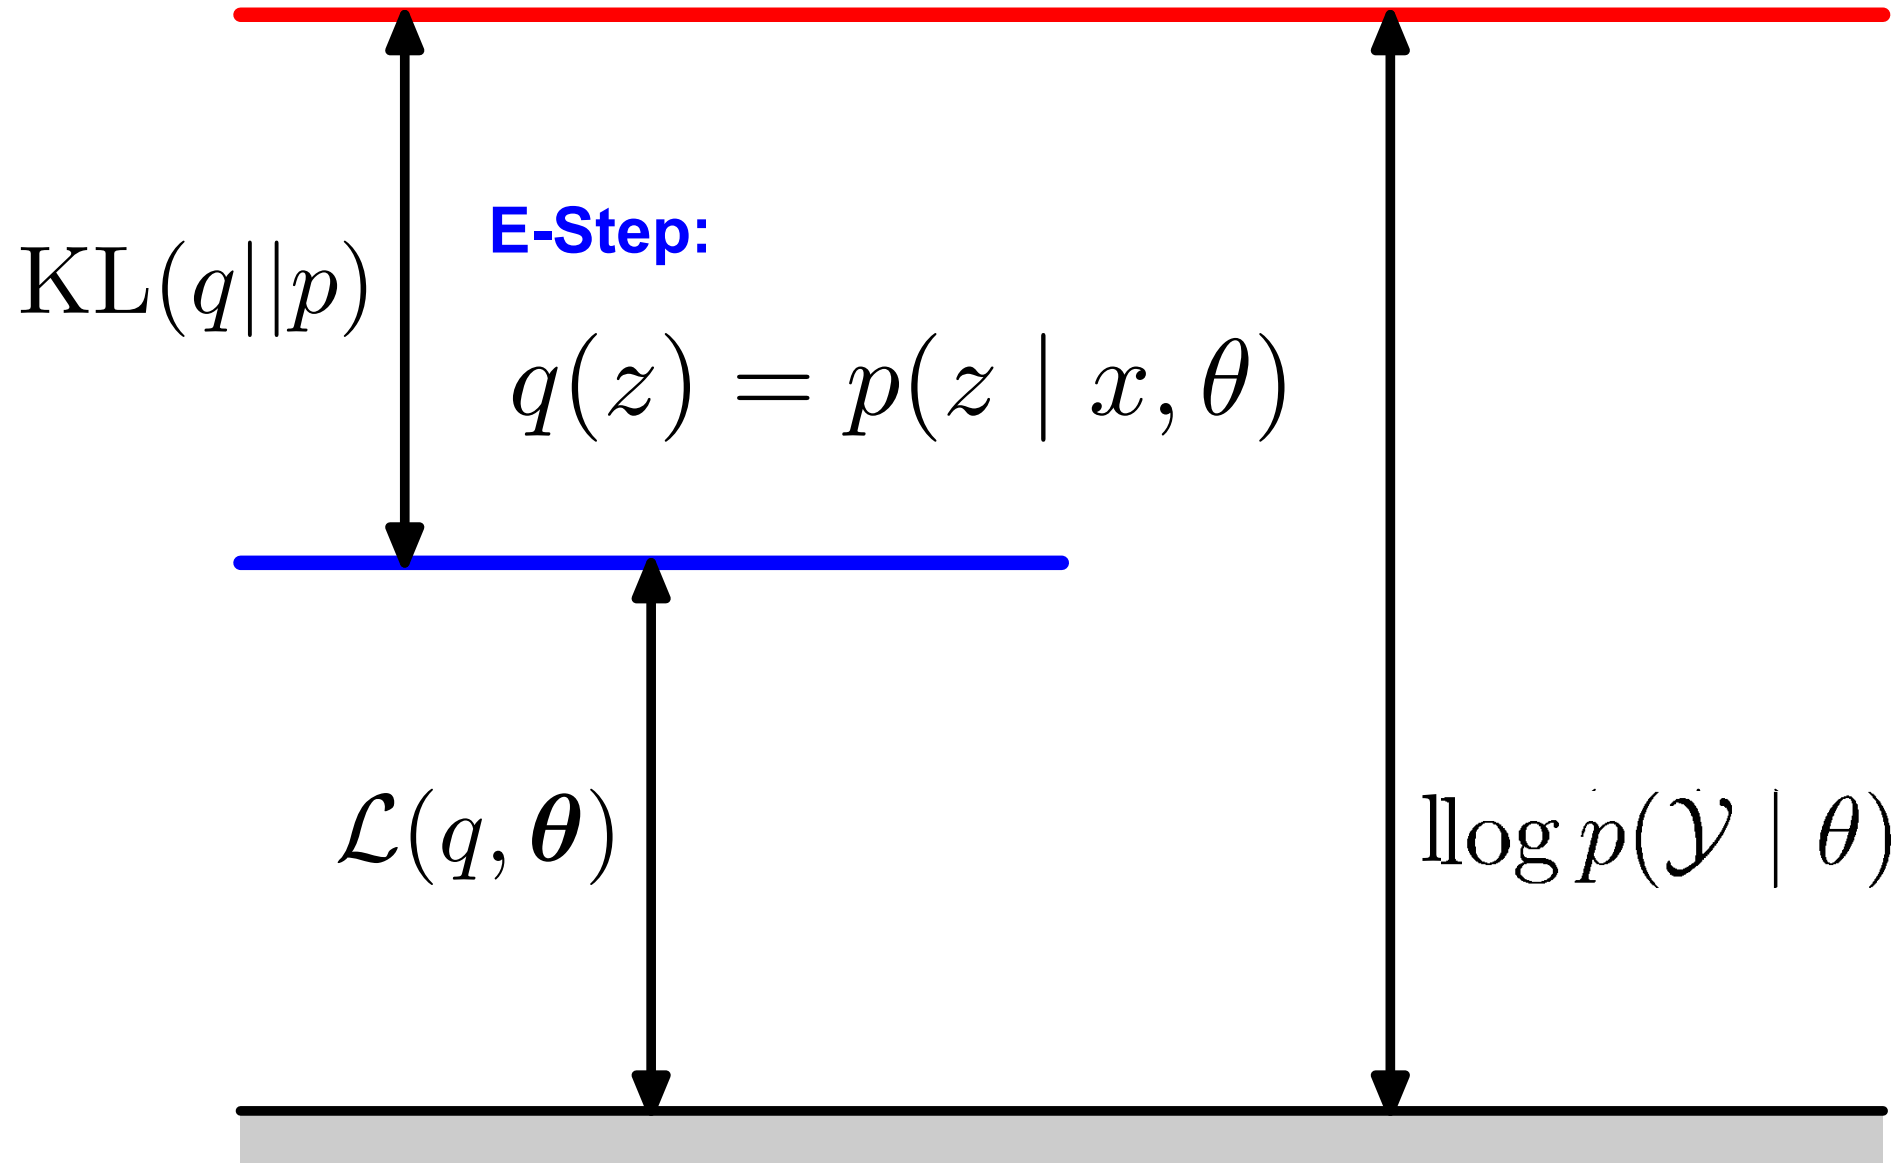 E-Step:
KL(q||p)
q(z) = p(z | x, θ)
ℒ(q, θ)
llog p(𝒴 | θ)